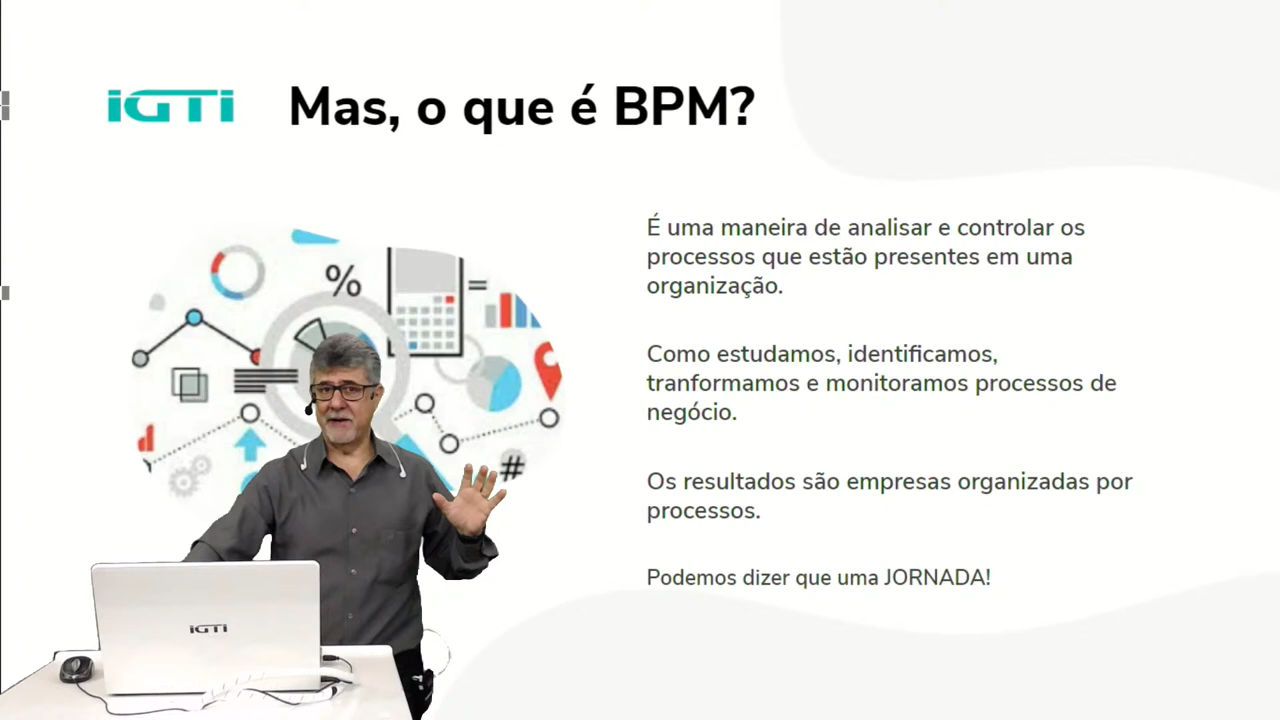 iGTi
Mas, o que é BPM?
É uma maneira de analisar e controlar os
processos que estão presentes em uma
organização.
Como estudamos, identificamos,
tranformamos e monitoramos processos de
negócio.
Os resultados são empresas organizadas por
processos.
Podemos dizer que uma JORNADA!
%
=
#
iGTi